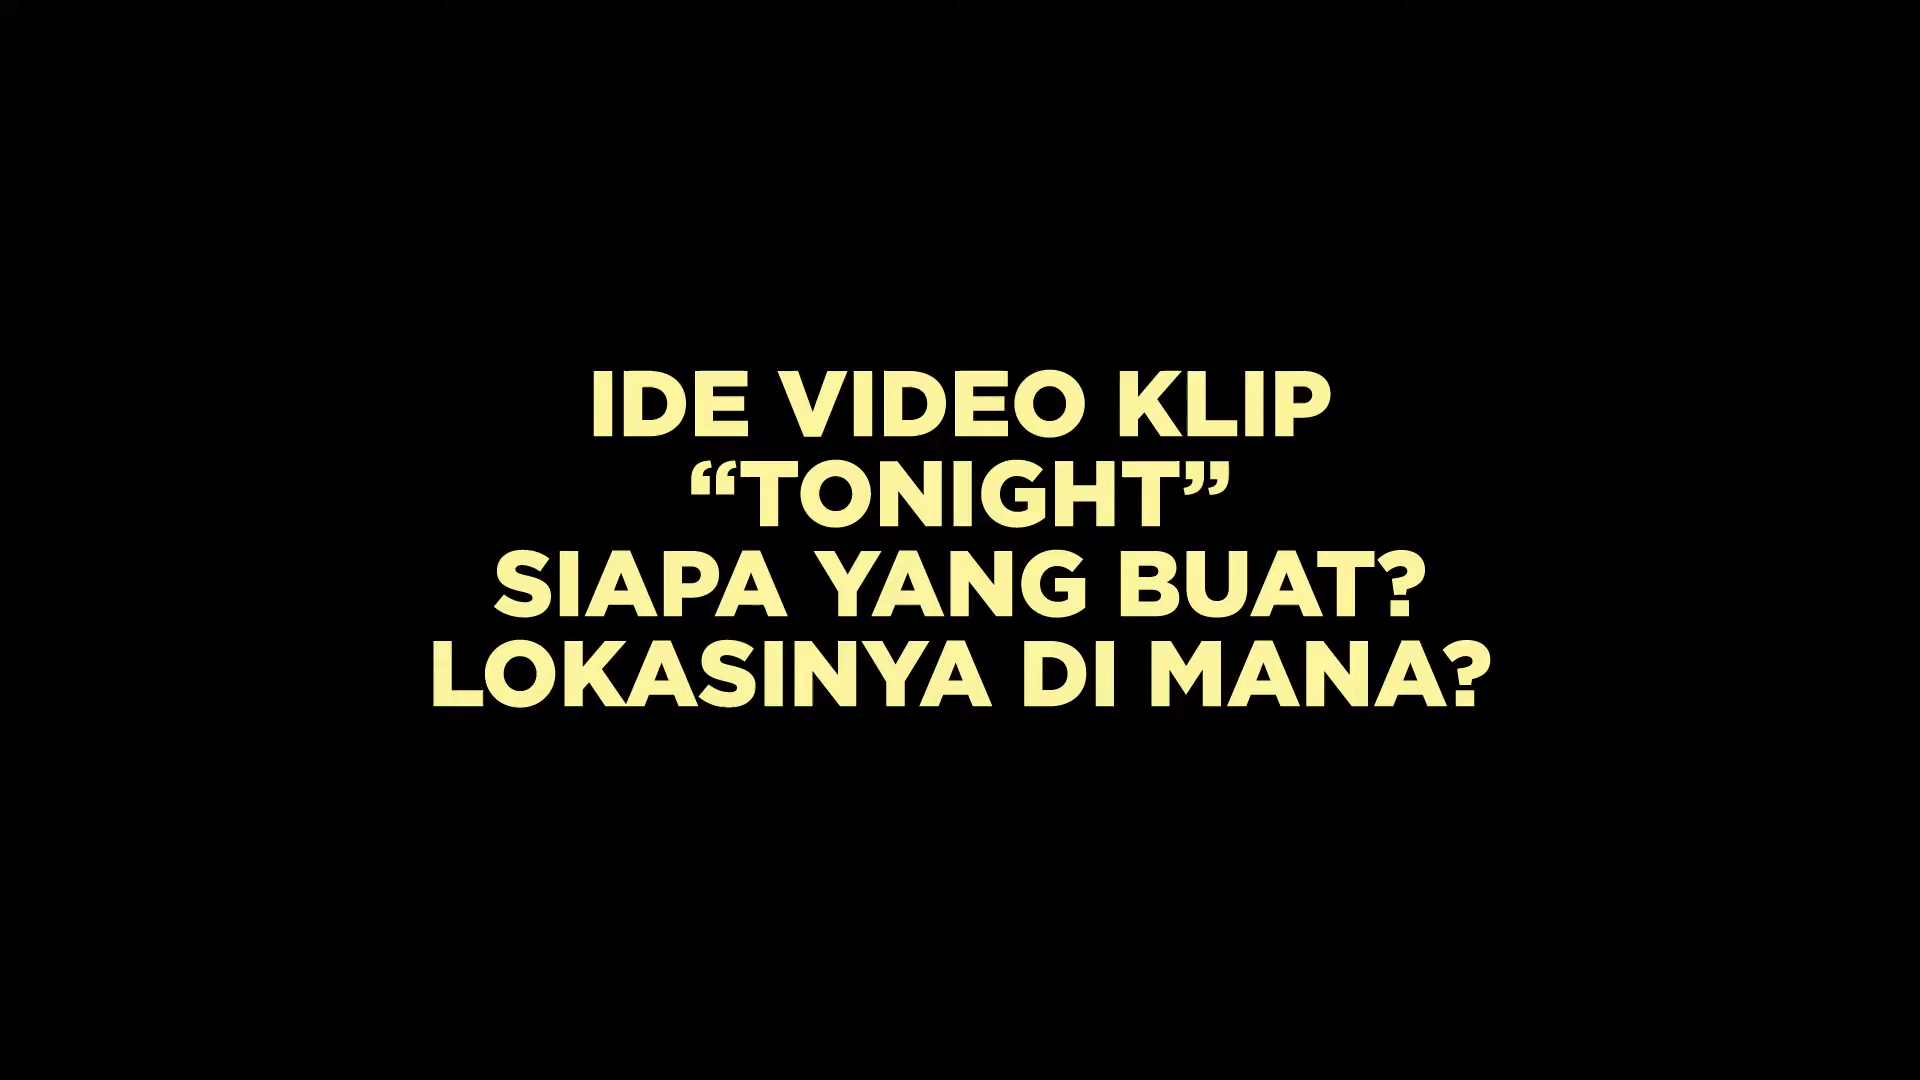 IDE VIDEO KLIP
“TONIGHT”
SIAPA YANG BUAT?
LOKASINYA DI MANA?